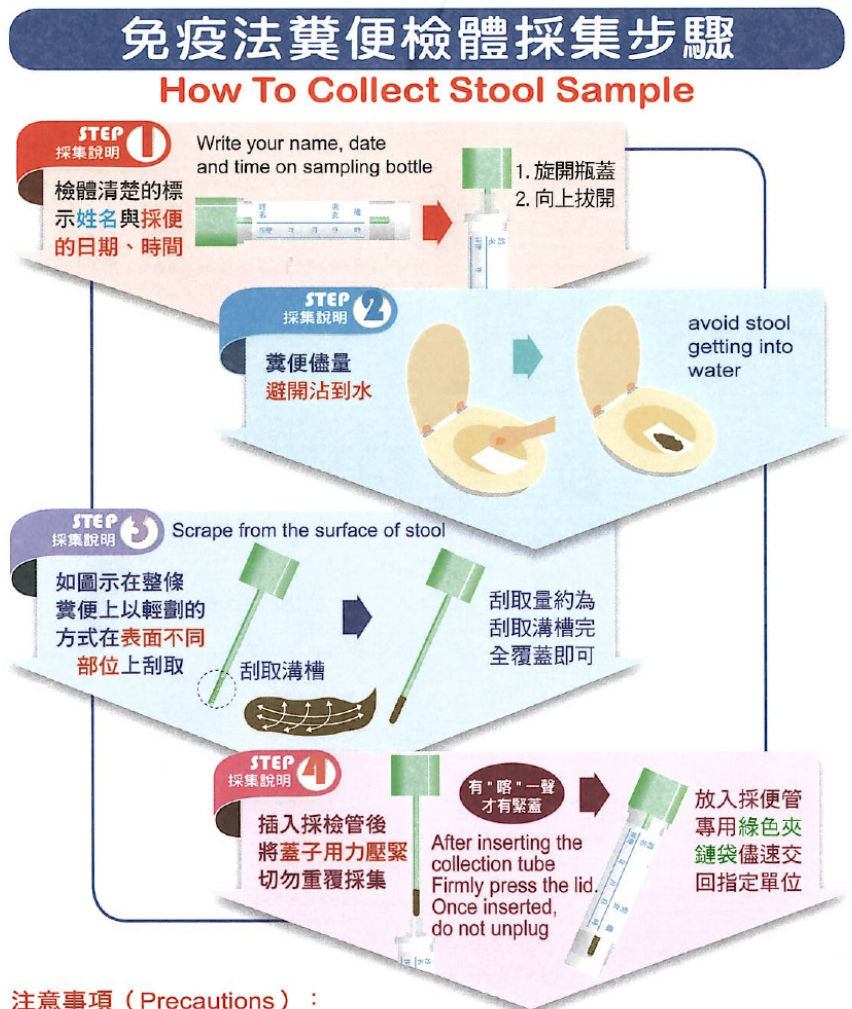 免疫法糞便檢體採集步驟
How To Collect Stool Sample
STEP 1
採集說明
檢體清楚的標
示姓名與採便
的日期、時間
Write your name, date
and time on sampling bottle
1. 旋開瓶蓋
2. 向上拔開
STEP 2
採集說明
糞便儘量
避開沾到水
avoid stool
getting into
water
STEP 3
採集說明
Scrape from the surface of stool
如圖示在整條
糞便上以輕劃的
方式在表面不同
部位上刮取
刮取溝槽
刮取量約為
刮取溝槽完
全覆蓋即可
STEP 4
採集說明
插入採檢管後
將蓋子用力壓緊
切勿重覆採集
有"喀"一聲
才有緊蓋
After inserting the
collection tube
Firmly press the lid.
Once inserted,
do not unplug
放入採便管
專用綠色夾
鏈袋儘速交
回指定單位
注意事項（Precautions）：